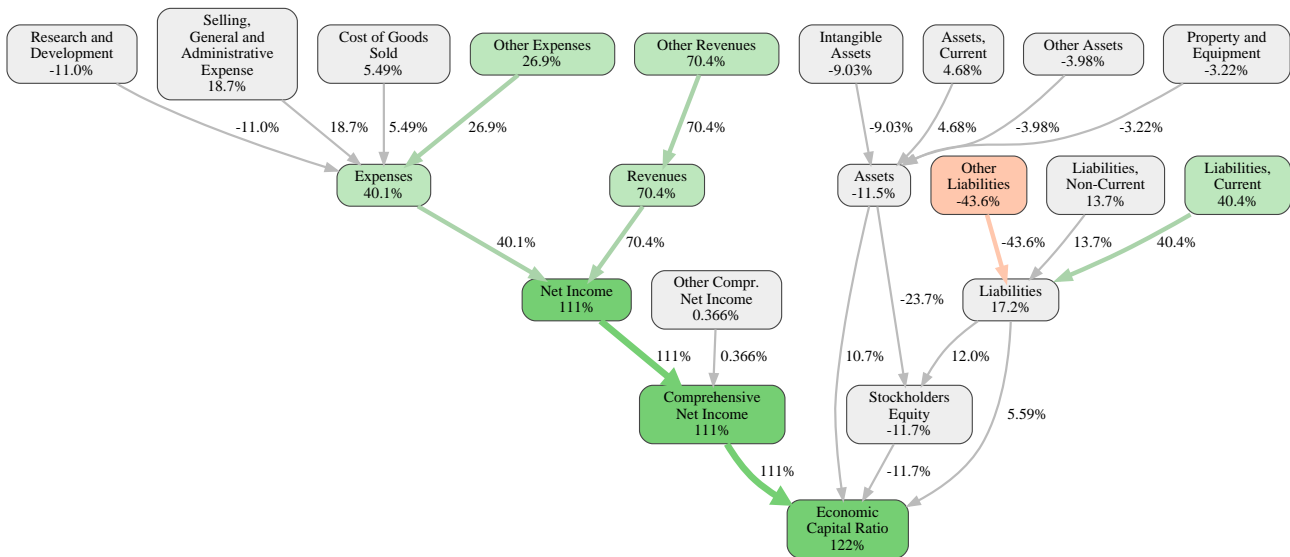 Research and
Development
-11.0%
Selling,
General and
Administrative
Expense
18.7%
Cost of Goods
Sold
5.49%
Other Expenses
26.9%
Other Revenues
70.4%
Intangible
Assets
-9.03%
Assets,
Current
4.68%
Other Assets
-3.98%
Property and
Equipment
-3.22%
-11.0%
18.7%
5.49%
26.9%
70.4%
-9.03%
4.68%
-3.98%
-3.22%
Expenses
40.1%
Revenues
70.4%
Assets
-11.5%
Other
Liabilities
-43.6%
Liabilities,
Non-Current
13.7%
Liabilities,
Current
40.4%
40.1%
70.4%
-43.6%
13.7%
40.4%
Net Income
111%
Other Compr.
Net Income
0.366%
-23.7%
Liabilities
17.2%
111%
0.366%
10.7%
12.0%
Comprehensive
Net Income
111%
Stockholders
Equity
-11.7%
5.59%
111%
-11.7%
Economic
Capital Ratio
122%